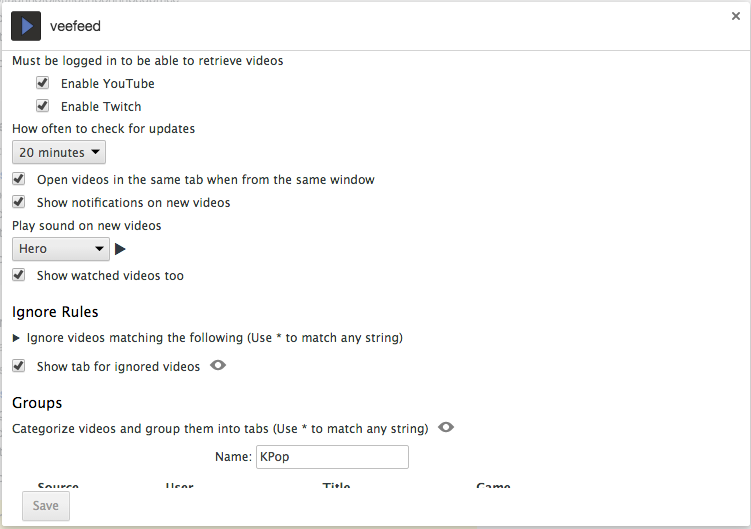 veefeed
Must be logged in to be able to retrieve videos
Enable YouTube
Enable Twitch
How often to check for updates
20 minutes
Open videos in the same tab when from the same window
Show notifications on new videos
Play sound on new videos
Hero
Show watched videos too
Ignore Rules
Ignore videos matching the following (Use * to match any string)
Show tab for ignored videos
Groups
Categorize videos and group them into tabs (Use * to match any string)
Name: KPop
Source User Title Game
Save